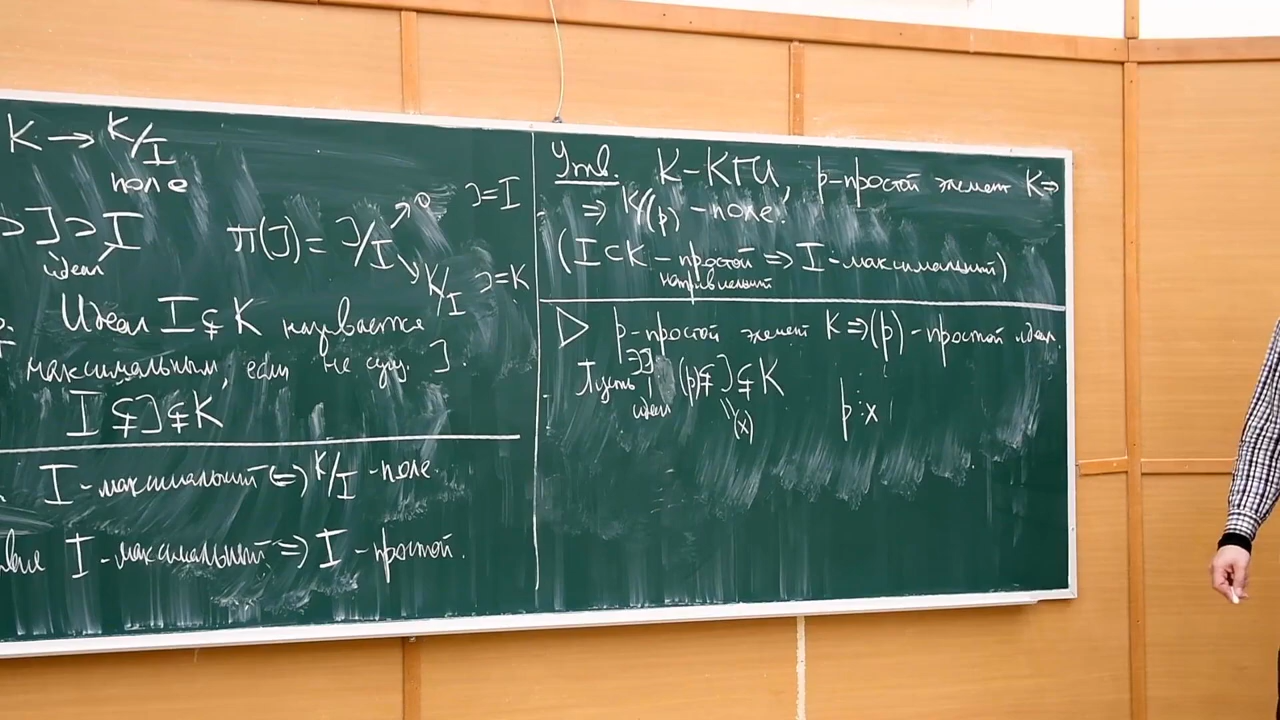 K → K/I
поле
⊃ J ⊃ I
идеал
π(J) = J/I ↗ 0 J = I
↘ K/I J = K
Идеал I ⊊ K называется
максимальным, если не сущ. J:
I ⊊ J ⊊ K
I - максимальный ⇔ K/I - поле.
I - максимальный ⇒ I - простой.
Утв. K - КГИ, p - простой элемент K ⇒
⇒ K/(p) - поле.
(I ⊂ K - простой ⇒ I - максимальный)
нетривиальный
▷ p - простой элемент K ⇒ (p) - простой идеал.
Пусть ∃J (p) ⊊ J ⊊ K
идеал
(x)
p ⋮ x